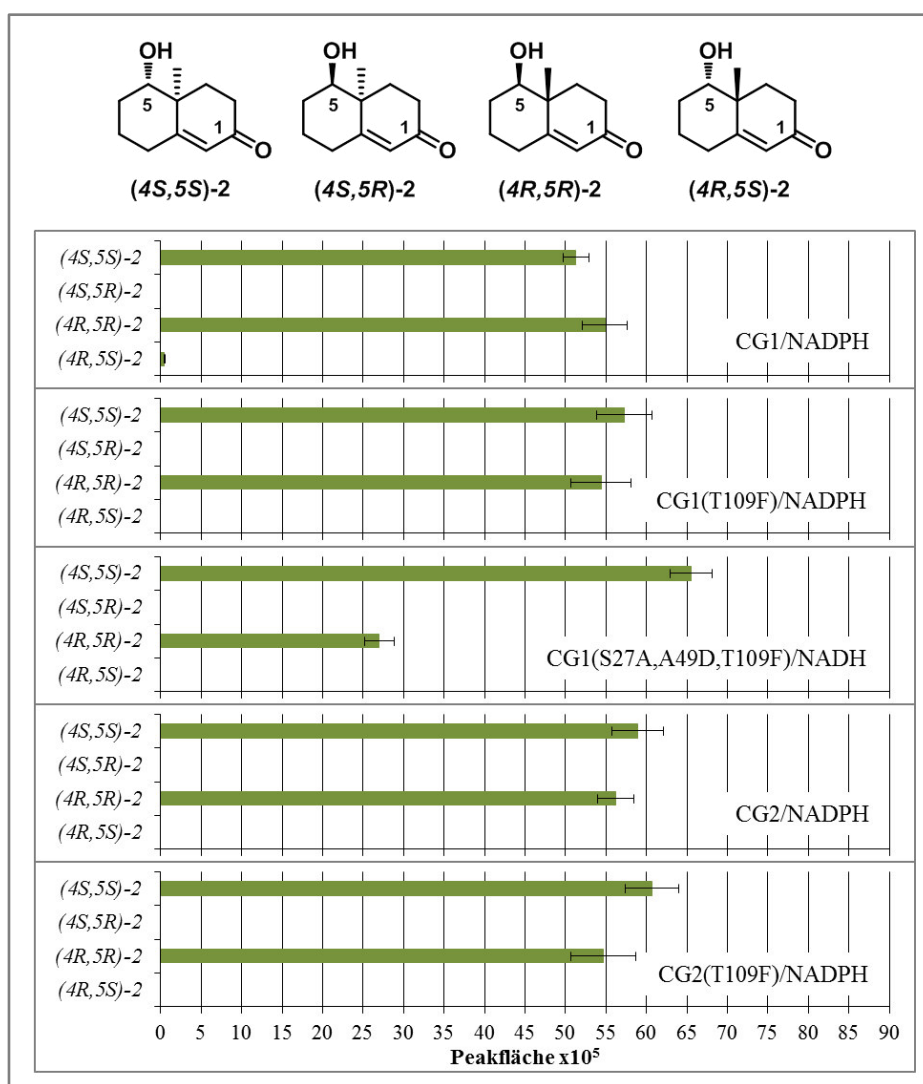 OH OH OH OH
5 1 O 5 1 O 5 1 O 5 1 O
(4S,5S)-2 (4S,5R)-2 (4R,5R)-2 (4R,5S)-2
(4S,5S)-2
(4S,5R)-2
(4R,5R)-2
(4R,5S)-2
CG1/NADPH
(4S,5S)-2
(4S,5R)-2
(4R,5R)-2
(4R,5S)-2
CG1(T109F)/NADPH
(4S,5S)-2
(4S,5R)-2
(4R,5R)-2
(4R,5S)-2
CG1(S27A,A49D,T109F)/NADH
(4S,5S)-2
(4S,5R)-2
(4R,5R)-2
(4R,5S)-2
CG2/NADPH
(4S,5S)-2
(4S,5R)-2
(4R,5R)-2
(4R,5S)-2
CG2(T109F)/NADPH
0 5 10 15 20 25 30 35 40 45 50 55 60 65 70 75 80 85 90
Peakfläche x10⁵